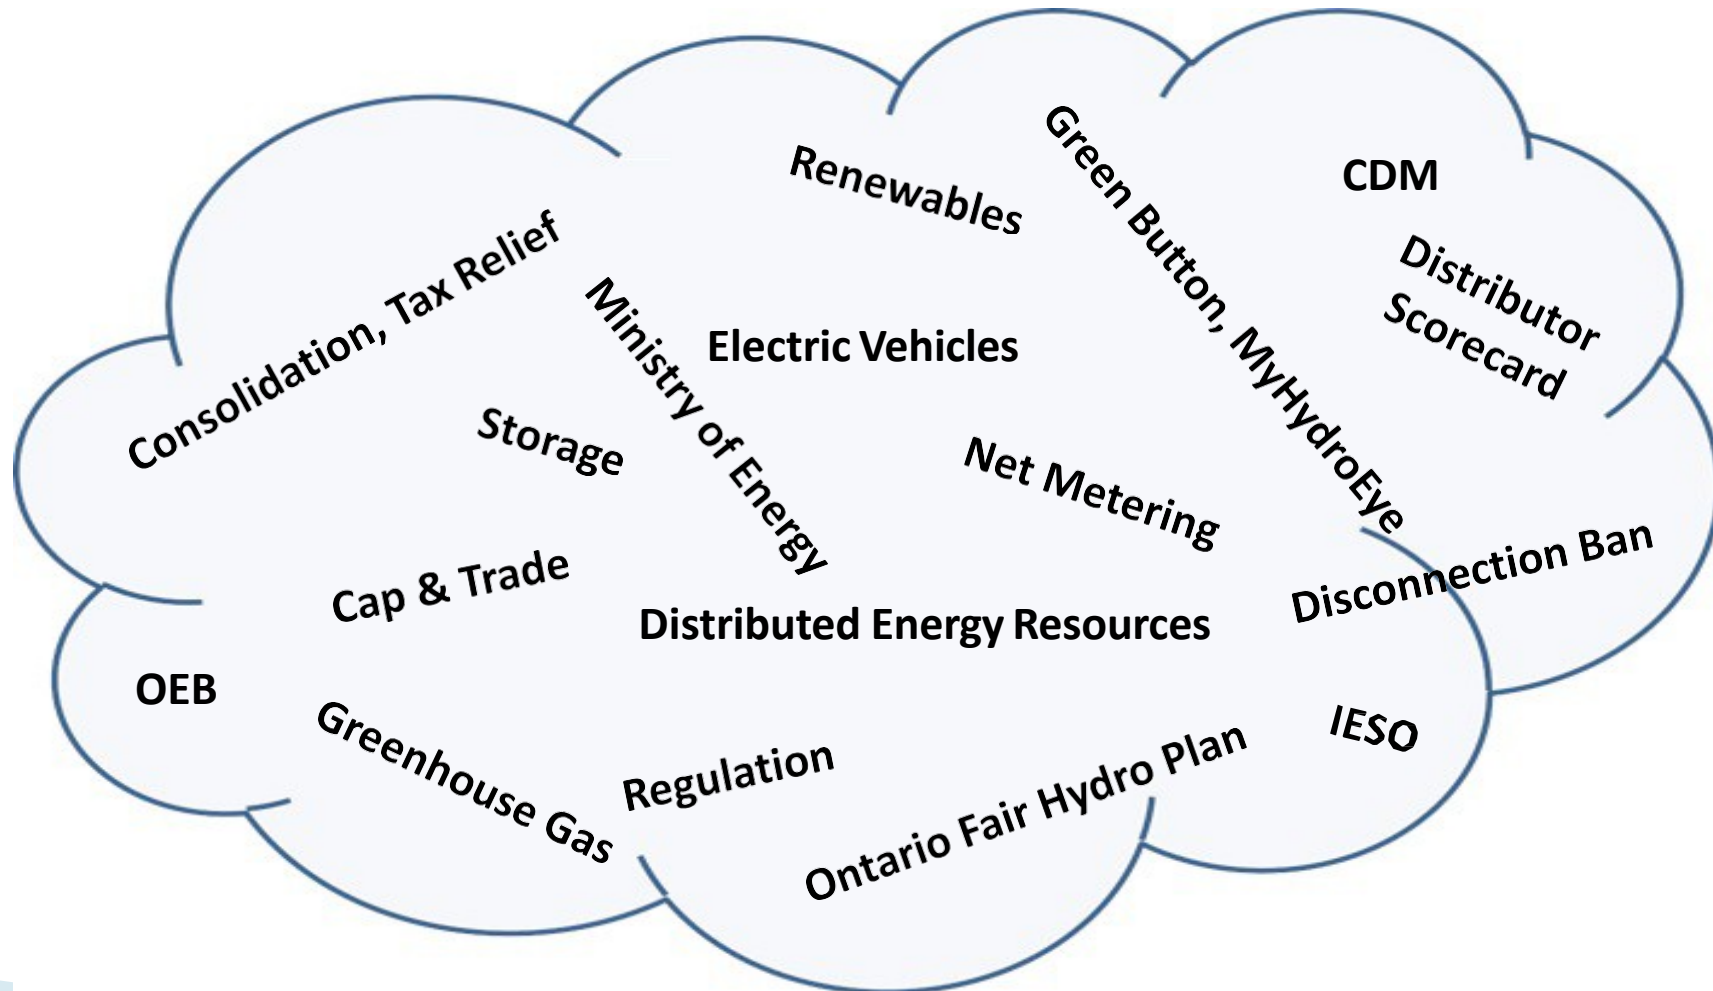 Renewables
Green Button, MyHydroEye
CDM
Consolidation, Tax Relief
Distributor
Scorecard
Ministry of Energy
Electric Vehicles
Storage
Net Metering
Cap & Trade
Disconnection Ban
Distributed Energy Resources
OEB
Greenhouse Gas
Regulation
Ontario Fair Hydro Plan
IESO